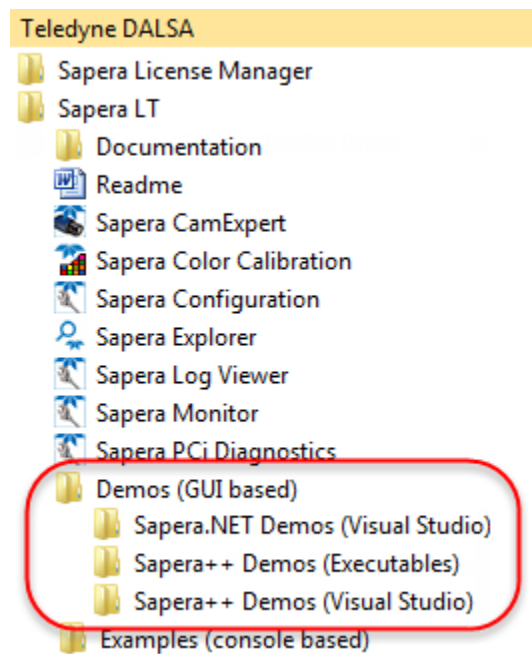 Teledyne DALSA
Sapera License Manager
Sapera LT
Documentation
Readme
Sapera CamExpert
Sapera Color Calibration
Sapera Configuration
Sapera Explorer
Sapera Log Viewer
Sapera Monitor
Sapera PCi Diagnostics
Demos (GUI based)
Sapera.NET Demos (Visual Studio)
Sapera++ Demos (Executables)
Sapera++ Demos (Visual Studio)
Examples (console based)